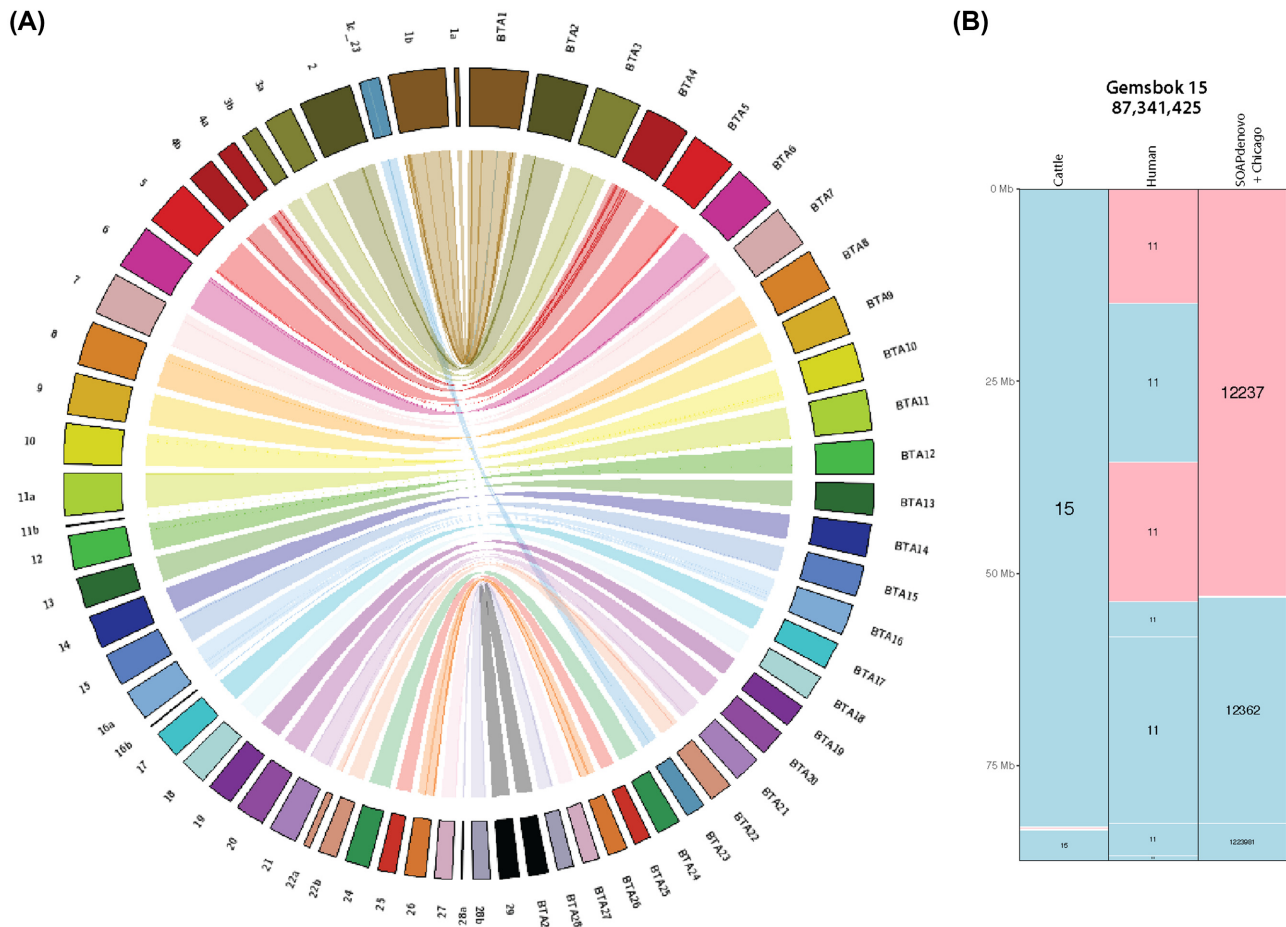 (A)
1a
1b
1c_23
2
3a
3b
4a
4b
5
6
7
8
9
10
11a
11b
12
13
14
15
16a
16b
17
18
19
20
21
22a
22b
24
25
26
27
28a
28b
29
BTA1
BTA2
BTA3
BTA4
BTA5
BTA6
BTA7
BTA8
BTA9
BTA10
BTA11
BTA12
BTA13
BTA14
BTA15
BTA16
BTA17
BTA18
BTA19
BTA20
BTA21
BTA22
BTA23
BTA24
BTA25
BTA26
BTA27
BTA28
BTA2
(B)
Gemsbok 15
87,341,425
Cattle
Human
SOAPdenovo
+ Chicago
0 Mb
25 Mb
50 Mb
75 Mb
15
15
11
11
11
11
11
11
12237
12362
1223981